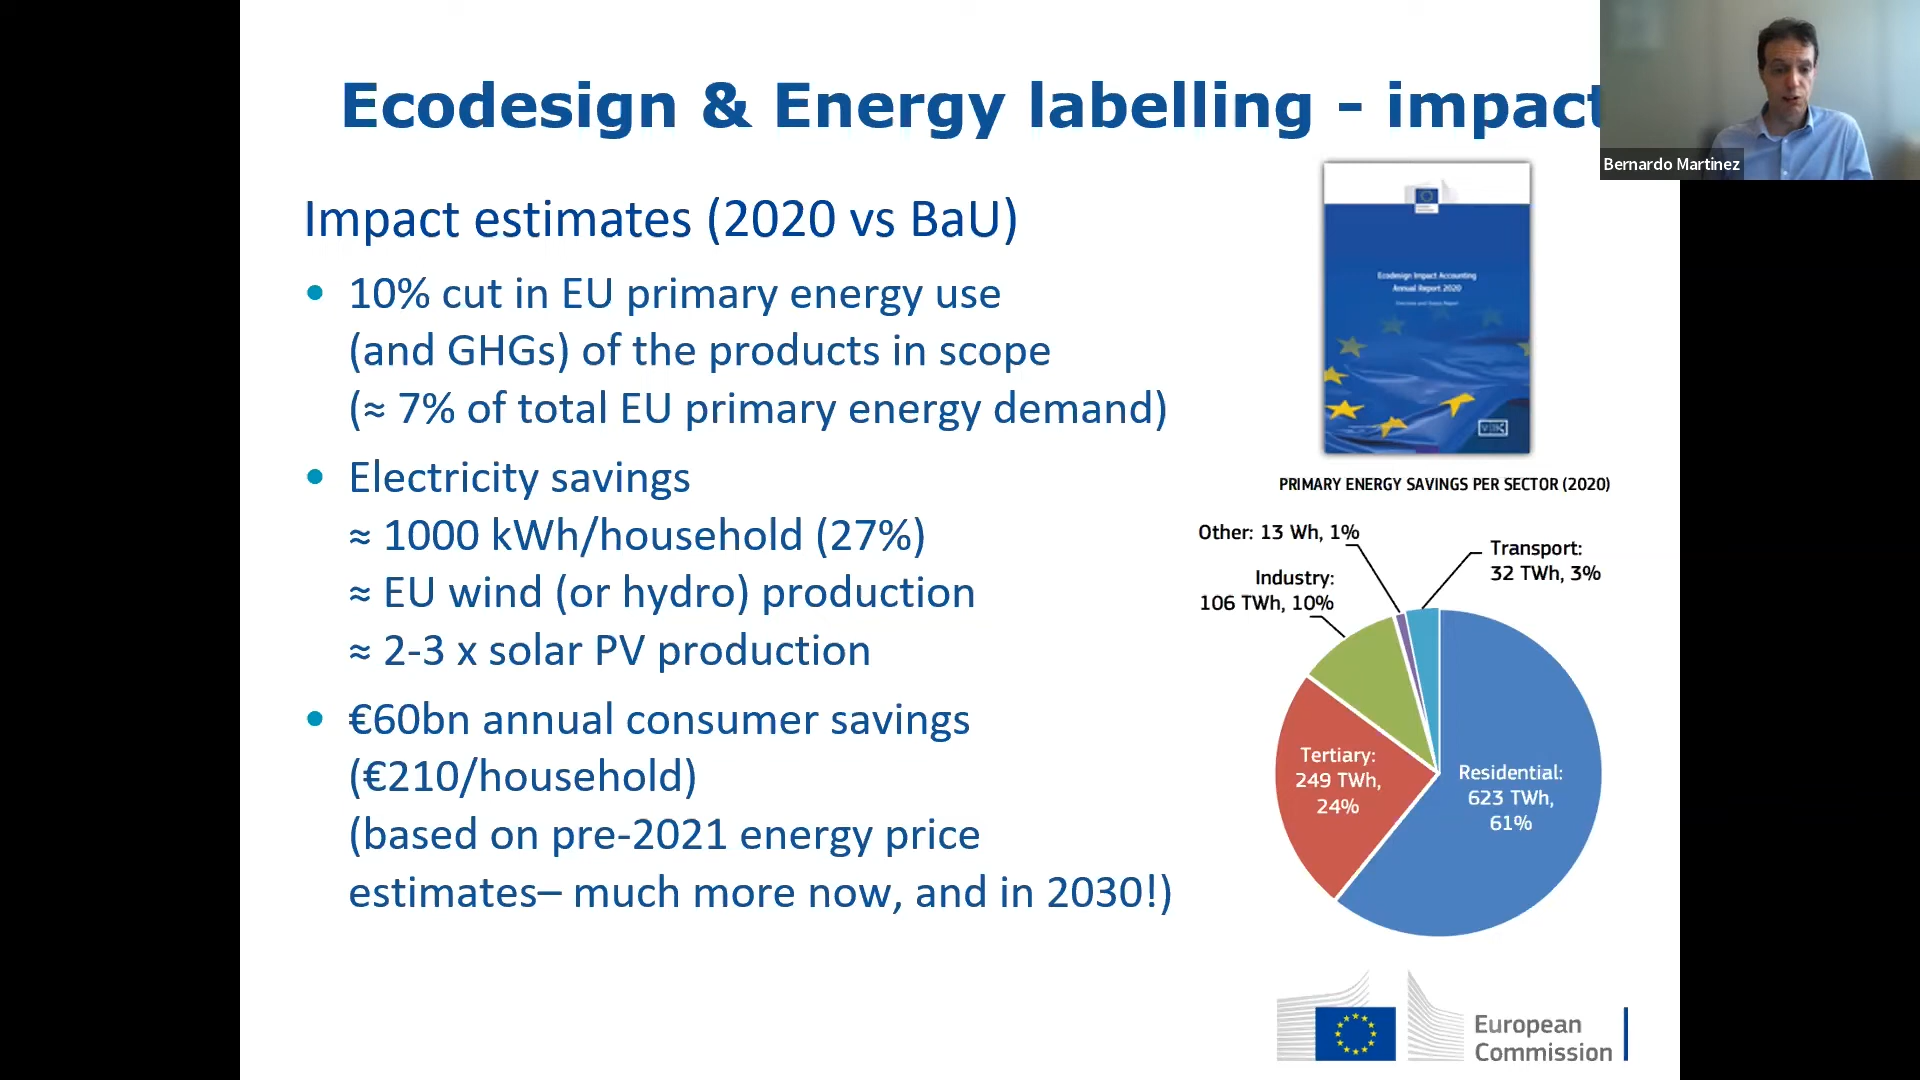 Ecodesign & Energy labelling - impact
Bernardo Martinez
Impact estimates (2020 vs BaU)
• 10% cut in EU primary energy use
(and GHGs) of the products in scope
(≈ 7% of total EU primary energy demand)
• Electricity savings
≈ 1000 kWh/household (27%)
≈ EU wind (or hydro) production
≈ 2-3 x solar PV production
• €60bn annual consumer savings
(€210/household)
(based on pre-2021 energy price
estimates– much more now, and in 2030!)
Ecodesign Impact Accounting
Annual Report 2020
PRIMARY ENERGY SAVINGS PER SECTOR (2020)
Other: 13 Wh, 1%
Transport:
32 TWh, 3%
Industry:
106 TWh, 10%
Tertiary:
249 TWh,
24%
Residential:
623 TWh,
61%
European
Commission